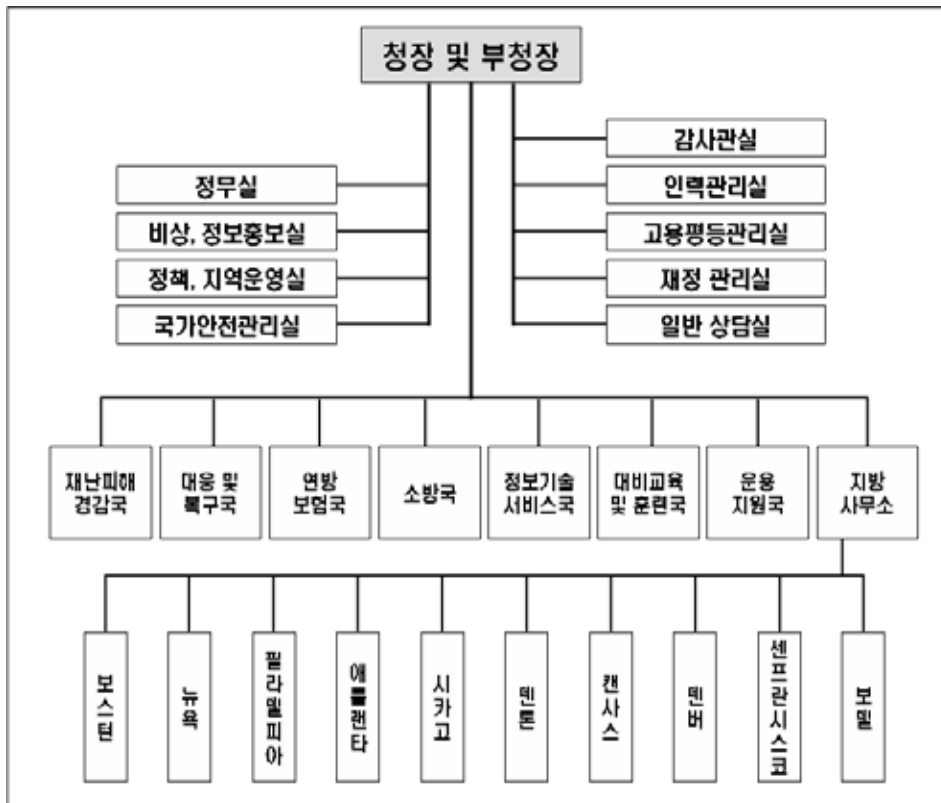 청장 및 부청장
감사관실
정무실
인력관리실
비상, 정보홍보실
고용평등관리실
정책, 지역운영실
재정 관리실
국가안전관리실
일반 상담실
재난피해
경감국
대응 및
복구국
연방
보험국
소방국
정보기술
서비스국
대비교육
및 훈련국
운용
지원국
지방
사무소
보스턴
뉴욕
필라델피아
애틀랜타
시카고
덴톤
캔사스
덴버
센프란시스코
보델